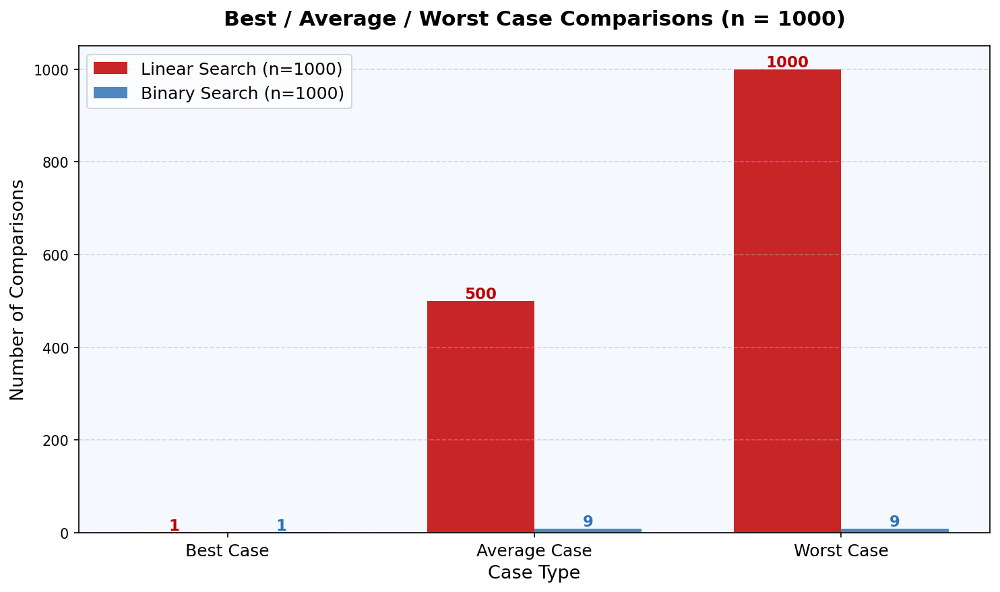 Best / Average / Worst Case Comparisons (n = 1000)
Linear Search (n=1000)
Binary Search (n=1000)
Number of Comparisons
1000
800
600
400
200
0
1
1
500
9
1000
9
Best Case
Average Case
Worst Case
Case Type